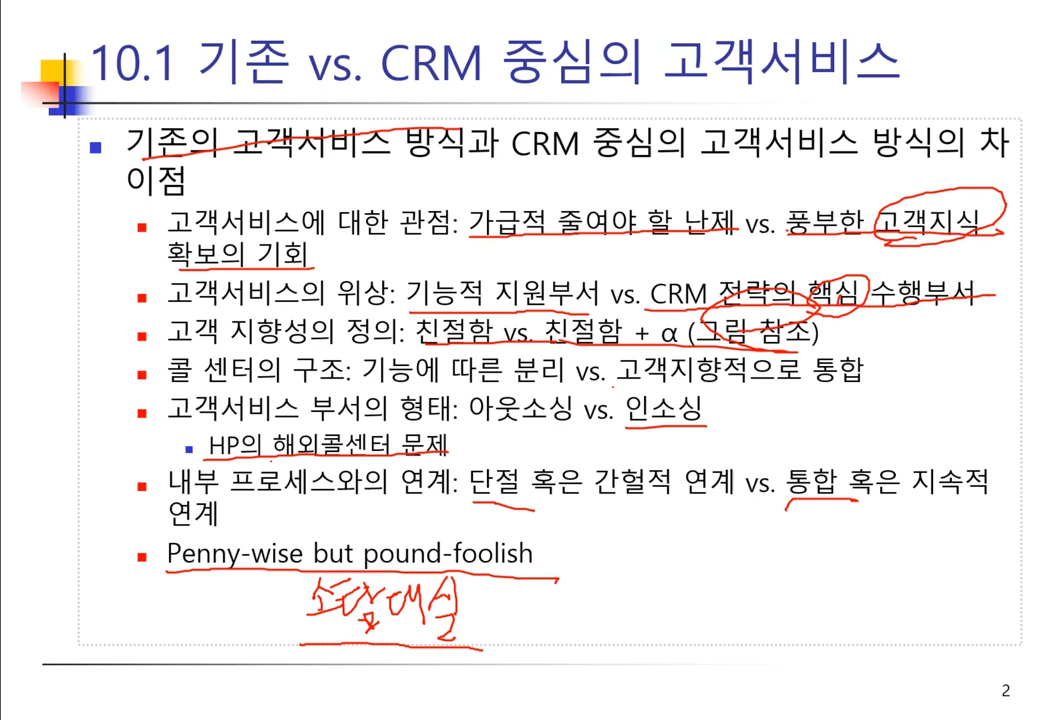 10.1 기존 vs. CRM 중심의 고객서비스
기존의 고객서비스 방식과 CRM 중심의 고객서비스 방식의 차
이점
고객서비스에 대한 관점: 가급적 줄여야 할 난제 vs. 풍부한 고객지식
확보의 기회
고객서비스의 위상: 기능적 지원부서 vs. CRM 전략의 핵심 수행부서
고객 지향성의 정의: 친절함 vs. 친절함 + α (그림 참조)
콜 센터의 구조: 기능에 따른 분리 vs. 고객지향적으로 통합
고객서비스 부서의 형태: 아웃소싱 vs. 인소싱
HP의 해외콜센터 문제
내부 프로세스와의 연계: 단절 혹은 간헐적 연계 vs. 통합 혹은 지속적
연계
Penny-wise but pound-foolish
소탐대실
2